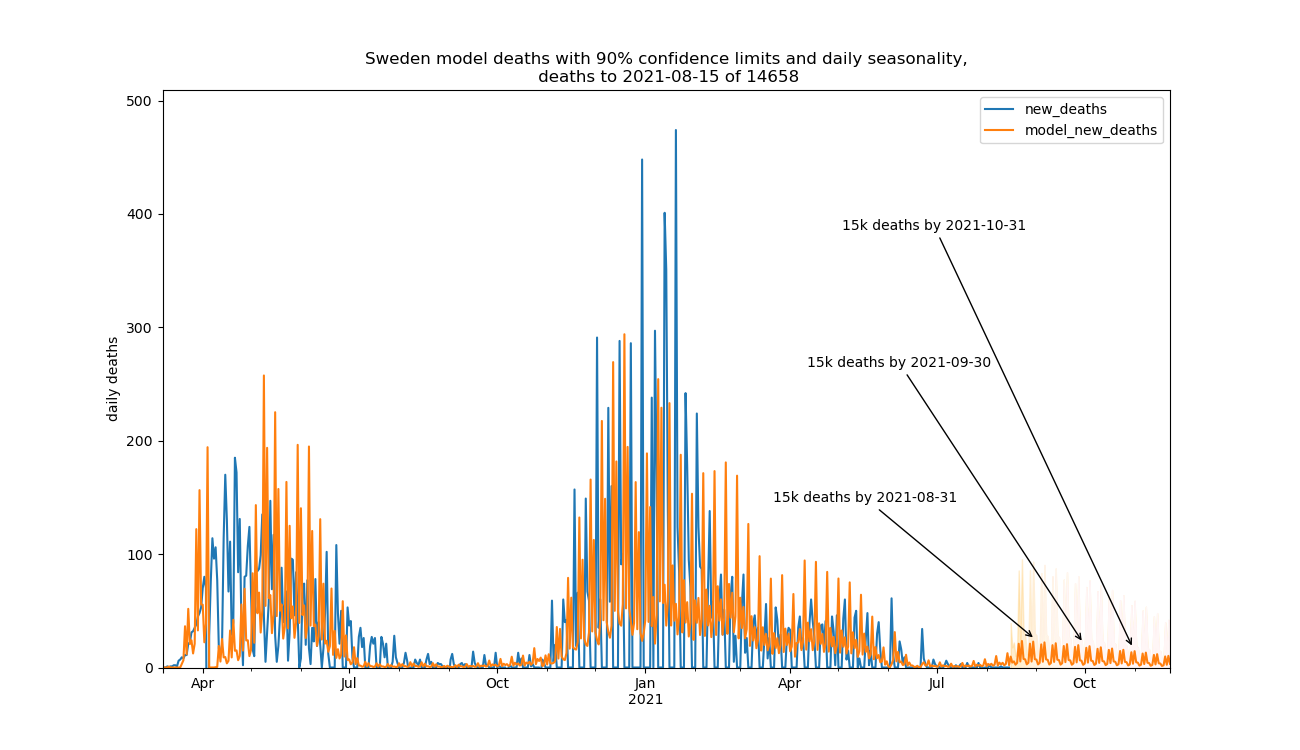 Sweden model deaths with 90% confidence limits and daily seasonality,
deaths to 2021-08-15 of 14658
new_deaths
model_new_deaths
daily deaths
500
400
300
200
100
0
15k deaths by 2021-10-31
15k deaths by 2021-09-30
15k deaths by 2021-08-31
Apr
Jul
Oct
Jan
2021
Apr
Jul
Oct